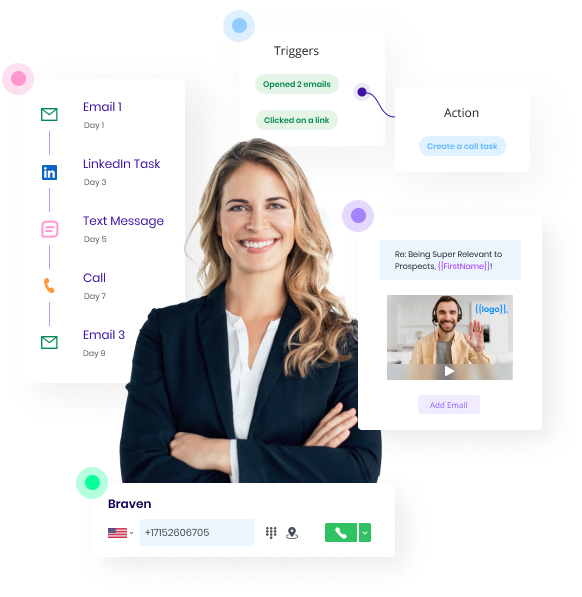 Triggers
Opened 2 emails
Clicked on a link
Action
Create a call task
Email 1
Day 1
LinkedIn Task
Day 3
Text Message
Day 5
Call
Day 7
Email 3
Day 9
in
Re: Being Super Relevant to
Prospects, {{FirstName}}!
{{logo}},
Add Email
Braven
+17152606705